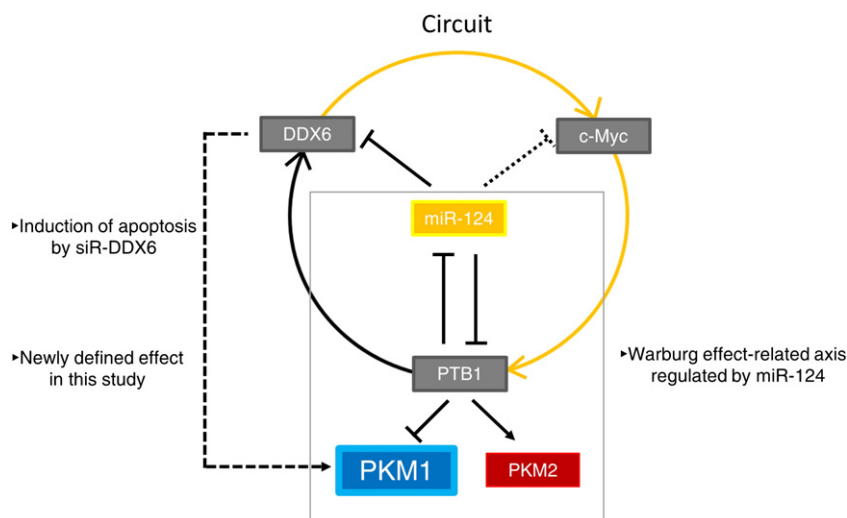 Circuit
DDX6
c-Myc
miR-124
▸Induction of apoptosis
by siR-DDX6
▸Newly defined effect
in this study
PTB1
▸Warburg effect-related axis
regulated by miR-124
PKM1
PKM2